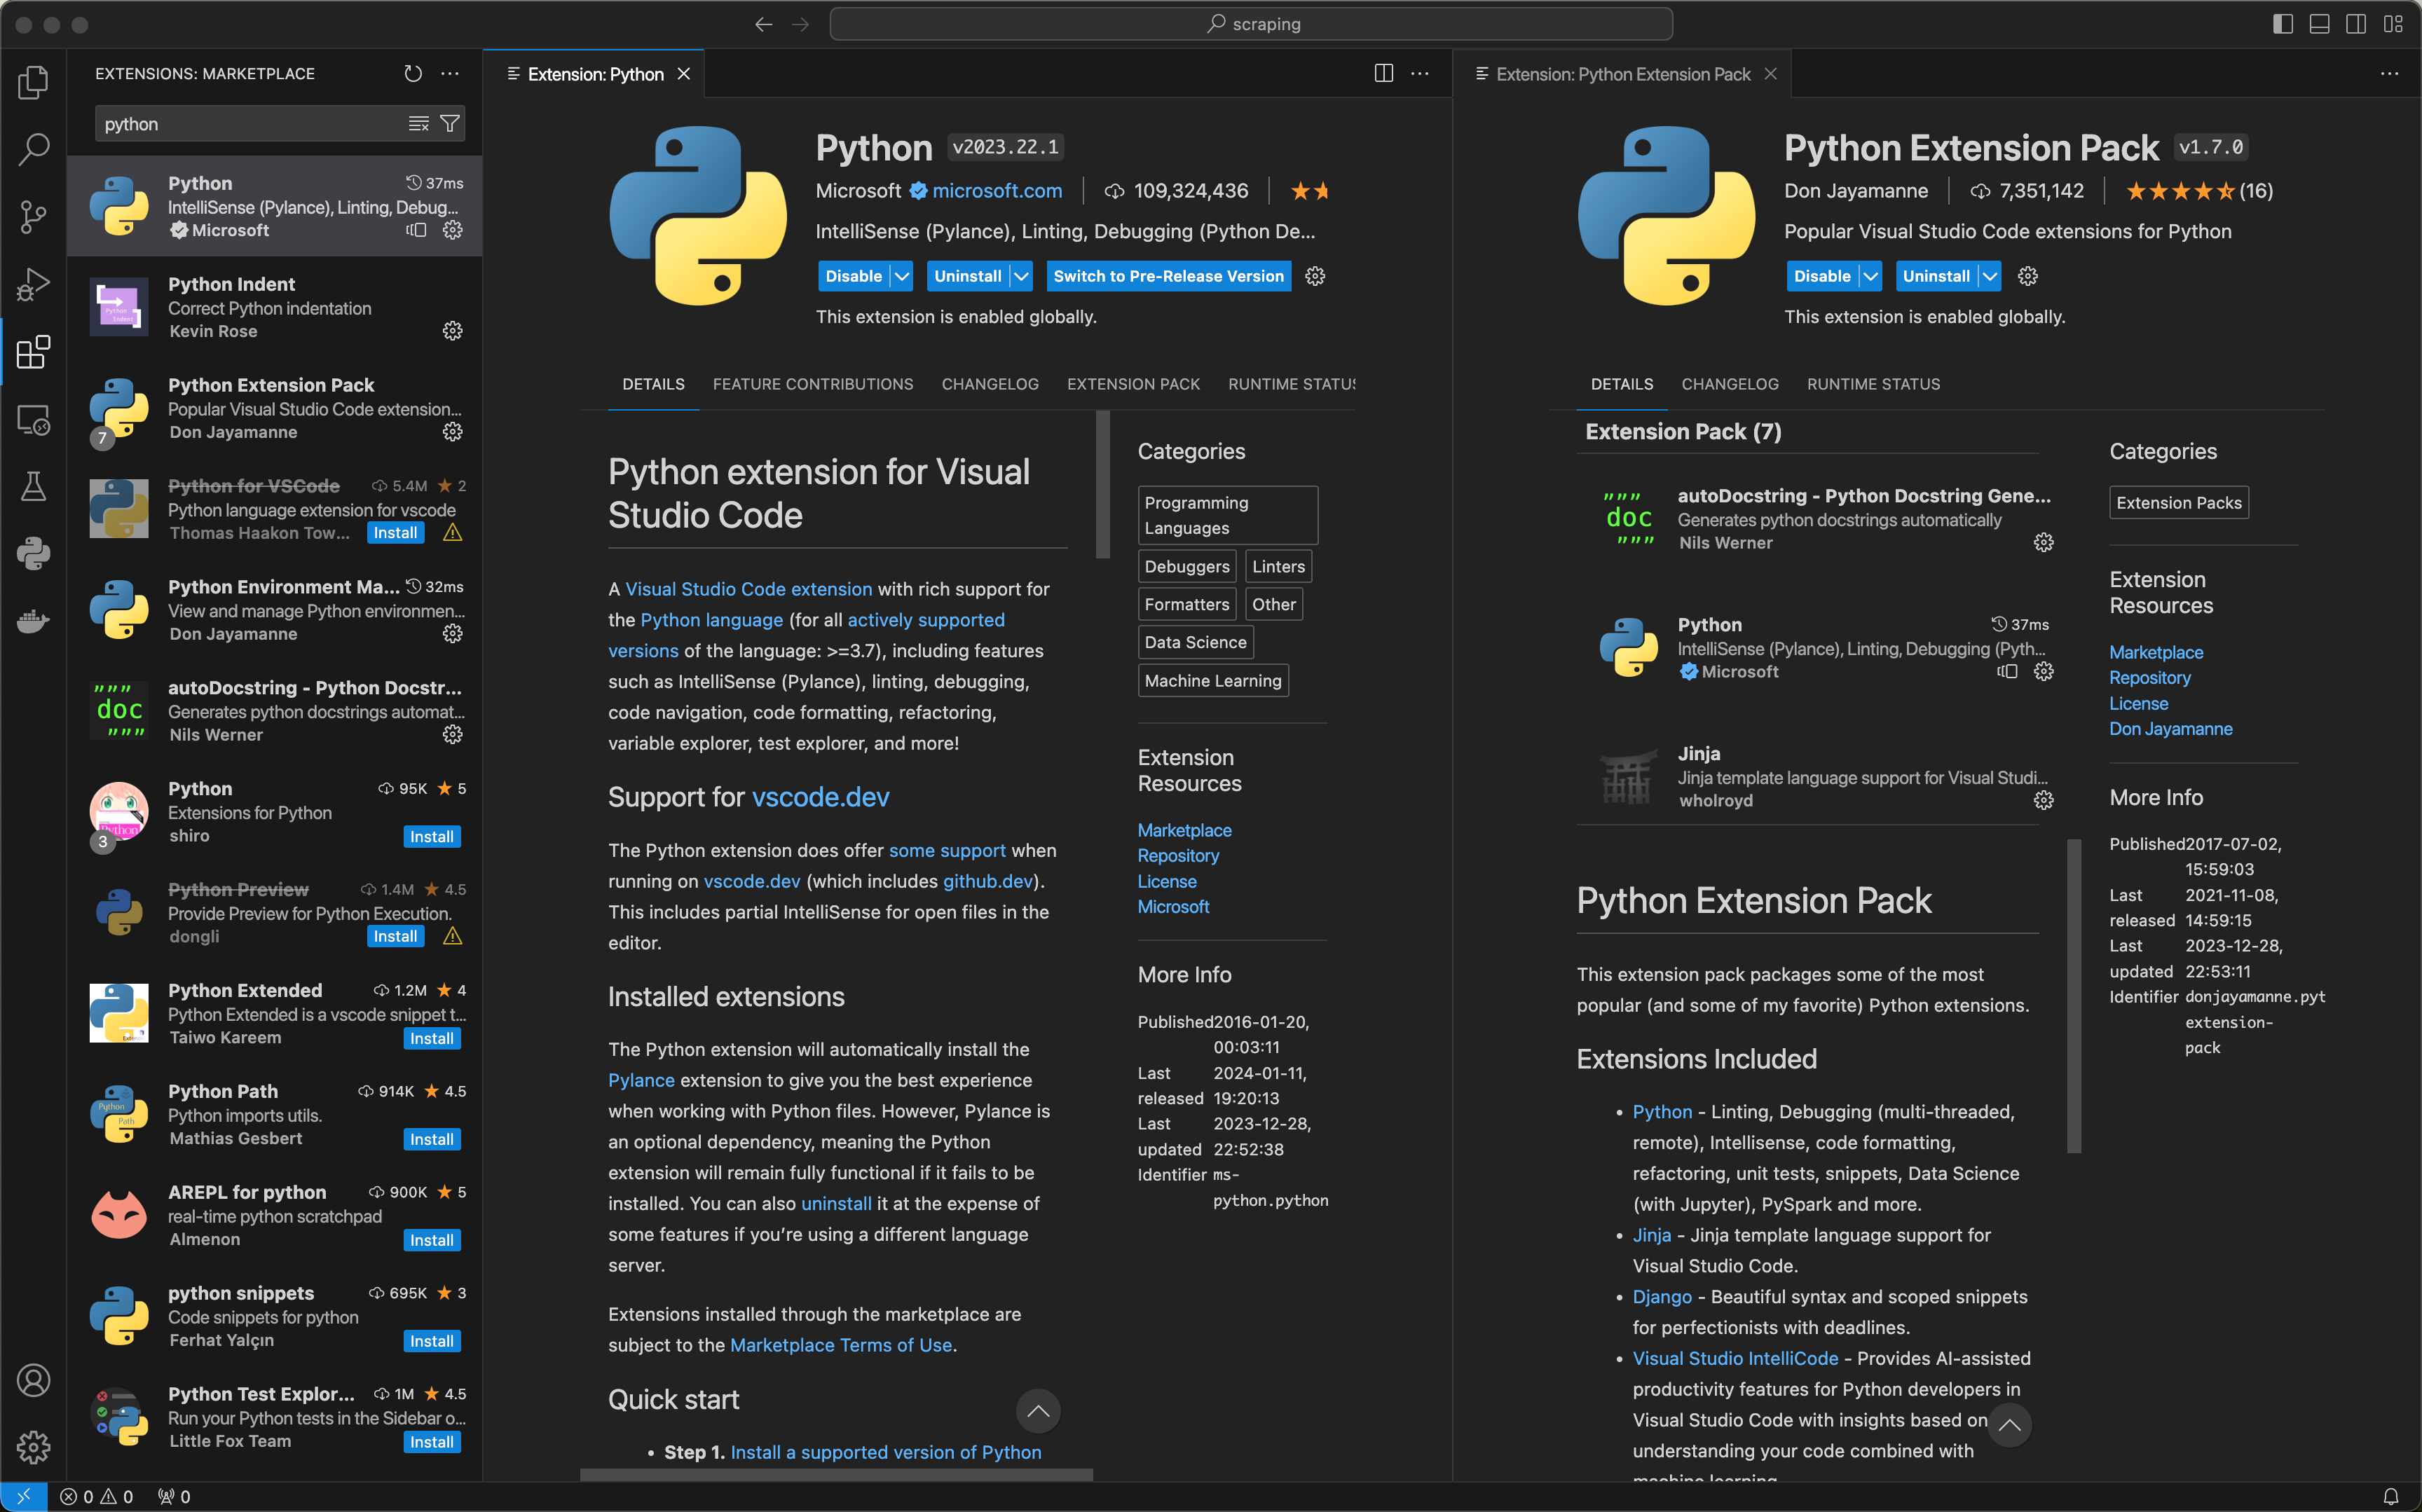 scraping
EXTENSIONS: MARKETPLACE
python
Python 37ms
IntelliSense (Pylance), Linting, Debug...
Microsoft
Python Indent
Correct Python indentation
Kevin Rose
Python Extension Pack
Popular Visual Studio Code extension...
Don Jayamanne
7
Python for VSCode 5.4M 2
Python language extension for vscode
Thomas Haakon Tow... Install
Python Environment Ma... 32ms
View and manage Python environmen...
Don Jayamanne
"""
doc
"""
autoDocstring - Python Docstr...
Generates python docstrings automat...
Nils Werner
Python 95K 5
Extensions for Python
shiro Install
3
Python Preview 1.4M 4.5
Provide Preview for Python Execution.
dongli Install
Python Extended 1.2M 4
Python Extended is a vscode snippet t...
Taiwo Kareem Install
Python Path 914K 4.5
Python imports utils.
Mathias Gesbert Install
AREPL for python 900K 5
real-time python scratchpad
Almenon Install
python snippets 695K 3
Code snippets for python
Ferhat Yalçın Install
Python Test Explor... 1M 4.5
Run your Python tests in the Sidebar o...
Little Fox Team Install
Extension: Python
Python v2023.22.1
Microsoft microsoft.com 109,324,436
IntelliSense (Pylance), Linting, Debugging (Python De...
Disable Uninstall Switch to Pre-Release Version
This extension is enabled globally.
DETAILS FEATURE CONTRIBUTIONS CHANGELOG EXTENSION PACK RUNTIME STATUS
Python extension for Visual
Studio Code
A Visual Studio Code extension with rich support for
the Python language (for all actively supported
versions of the language: >=3.7), including features
such as IntelliSense (Pylance), linting, debugging,
code navigation, code formatting, refactoring,
variable explorer, test explorer, and more!
Support for vscode.dev
The Python extension does offer some support when
running on vscode.dev (which includes github.dev).
This includes partial IntelliSense for open files in the
editor.
Installed extensions
The Python extension will automatically install the
Pylance extension to give you the best experience
when working with Python files. However, Pylance is
an optional dependency, meaning the Python
extension will remain fully functional if it fails to be
installed. You can also uninstall it at the expense of
some features if you’re using a different language
server.
Extensions installed through the marketplace are
subject to the Marketplace Terms of Use.
Quick start
• Step 1. Install a supported version of Python
Categories
Programming
Languages
Debuggers Linters
Formatters Other
Data Science
Machine Learning
Extension
Resources
Marketplace
Repository
License
Microsoft
More Info
Published 2016-01-20,
00:03:11
Last 2024-01-11,
released 19:20:13
Last 2023-12-28,
updated 22:52:38
Identifier ms-
python.python
Extension: Python Extension Pack
Python Extension Pack v1.7.0
Don Jayamanne 7,351,142 (16)
Popular Visual Studio Code extensions for Python
Disable Uninstall
This extension is enabled globally.
DETAILS CHANGELOG RUNTIME STATUS
Extension Pack (7)
"""
doc
"""
autoDocstring - Python Docstring Gene...
Generates python docstrings automatically
Nils Werner
Python 37ms
IntelliSense (Pylance), Linting, Debugging (Pyth...
Microsoft
Jinja
Jinja template language support for Visual Studi...
wholroyd
Python Extension Pack
This extension pack packages some of the most
popular (and some of my favorite) Python extensions.
Extensions Included
• Python - Linting, Debugging (multi-threaded,
remote), Intellisense, code formatting,
refactoring, unit tests, snippets, Data Science
(with Jupyter), PySpark and more.
• Jinja - Jinja template language support for
Visual Studio Code.
• Django - Beautiful syntax and scoped snippets
for perfectionists with deadlines.
• Visual Studio IntelliCode - Provides AI-assisted
productivity features for Python developers in
Visual Studio Code with insights based on
understanding your code combined with
machine learning.
Categories
Extension Packs
Extension
Resources
Marketplace
Repository
License
Don Jayamanne
More Info
Published 2017-07-02,
15:59:03
Last 2021-11-08,
released 14:59:15
Last 2023-12-28,
updated 22:53:11
Identifier donjayamanne.pyt
extension-
pack
0 0 0